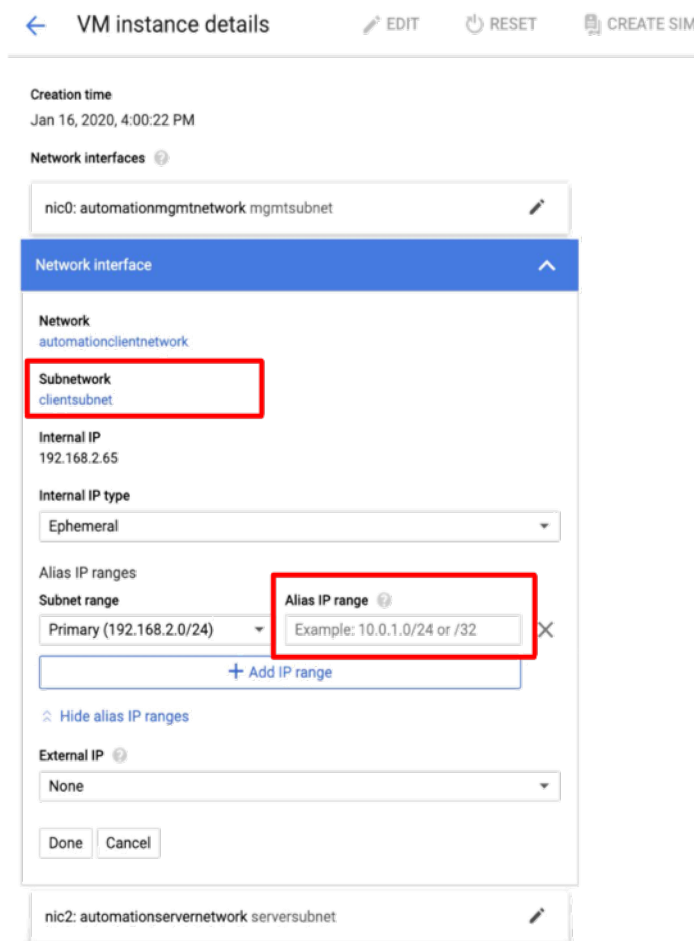 VM instance details
EDIT
RESET
CREATE SIM
Creation time
Jan 16, 2020, 4:00:22 PM
Network interfaces
nic0: automationmgmtnetwork mgmtsubnet
Network interface
Network
automationclientnetwork
Subnetwork
clientsubnet
Internal IP
192.168.2.65
Internal IP type
Ephemeral
Alias IP ranges
Subnet range
Alias IP range
Primary (192.168.2.0/24)
Example: 10.0.1.0/24 or /32
+ Add IP range
Hide alias IP ranges
External IP
None
Done
Cancel
nic2: automationservernetwork serversubnet